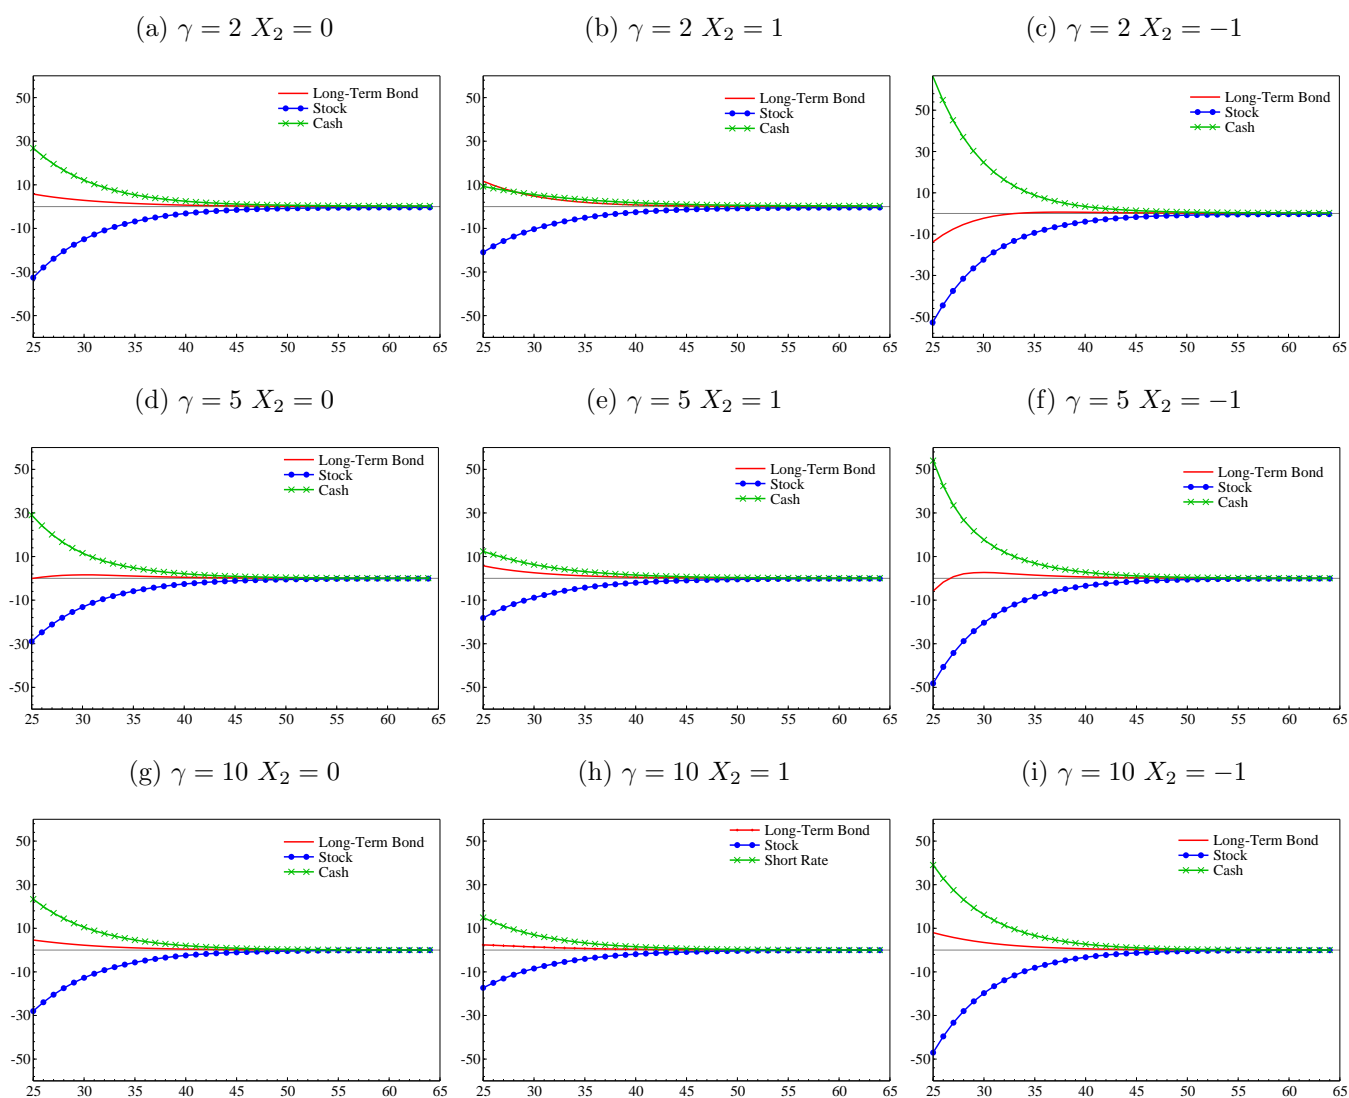 (a) γ = 2 X₂ = 0
(b) γ = 2 X₂ = 1
(c) γ = 2 X₂ = −1
50
30
10
-10
-30
-50
Long-Term Bond
Stock
Cash
25 30 35 40 45 50 55 60 65
50
30
10
-10
-30
-50
Long-Term Bond
Stock
Cash
25 30 35 40 45 50 55 60 65
50
30
10
-10
-30
-50
Long-Term Bond
Stock
Cash
25 30 35 40 45 50 55 60 65
(d) γ = 5 X₂ = 0
(e) γ = 5 X₂ = 1
(f) γ = 5 X₂ = −1
50
30
10
-10
-30
-50
Long-Term Bond
Stock
Cash
25 30 35 40 45 50 55 60 65
50
30
10
-10
-30
-50
Long-Term Bond
Stock
Cash
25 30 35 40 45 50 55 60 65
50
30
10
-10
-30
-50
Long-Term Bond
Stock
Cash
25 30 35 40 45 50 55 60 65
(g) γ = 10 X₂ = 0
(h) γ = 10 X₂ = 1
(i) γ = 10 X₂ = −1
50
30
10
-10
-30
-50
Long-Term Bond
Stock
Cash
25 30 35 40 45 50 55 60 65
50
30
10
-10
-30
-50
Long-Term Bond
Stock
Short Rate
25 30 35 40 45 50 55 60 65
50
30
10
-10
-30
-50
Long-Term Bond
Stock
Cash
25 30 35 40 45 50 55 60 65